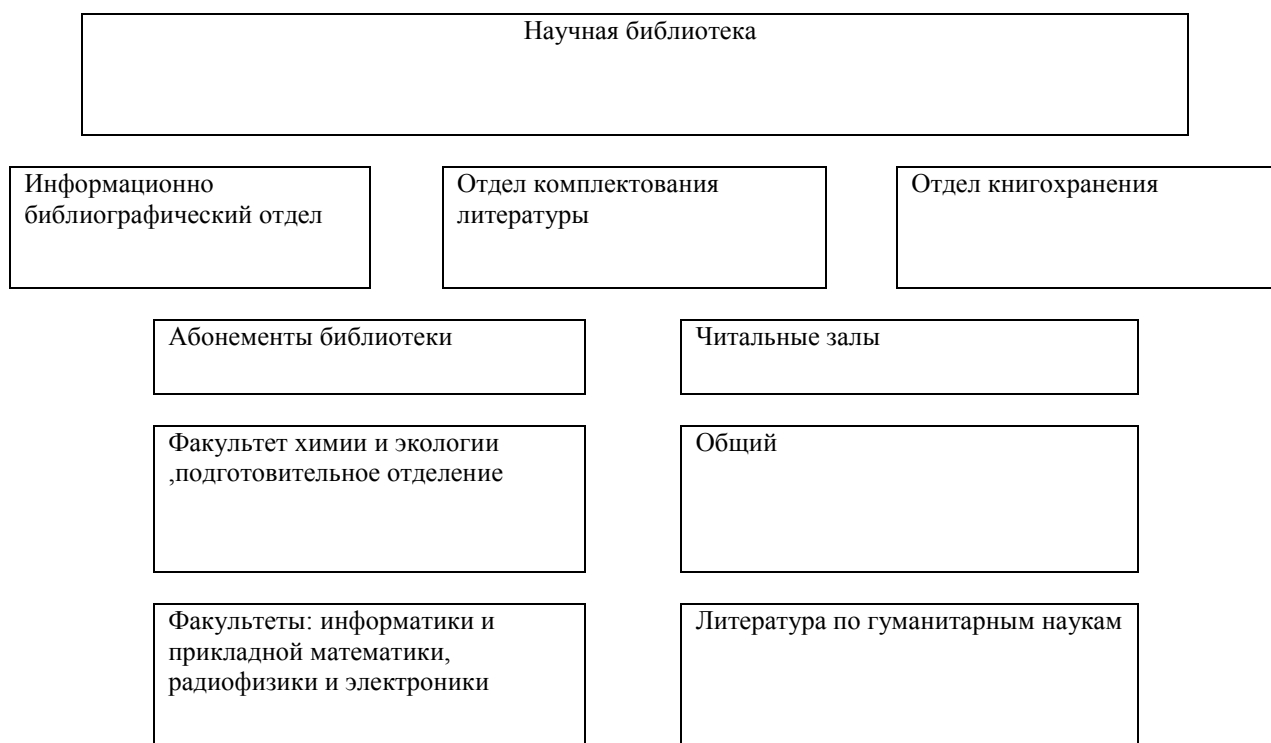 Научная библиотека
Информационно
библиографический отдел
Отдел комплектования
литературы
Отдел книгохранения
Абонементы библиотеки
Читальные залы
Факультет химии и экологии
,подготовительное отделение
Общий
Факультеты: информатики и
прикладной математики,
радиофизики и электроники
Литература по гуманитарным наукам